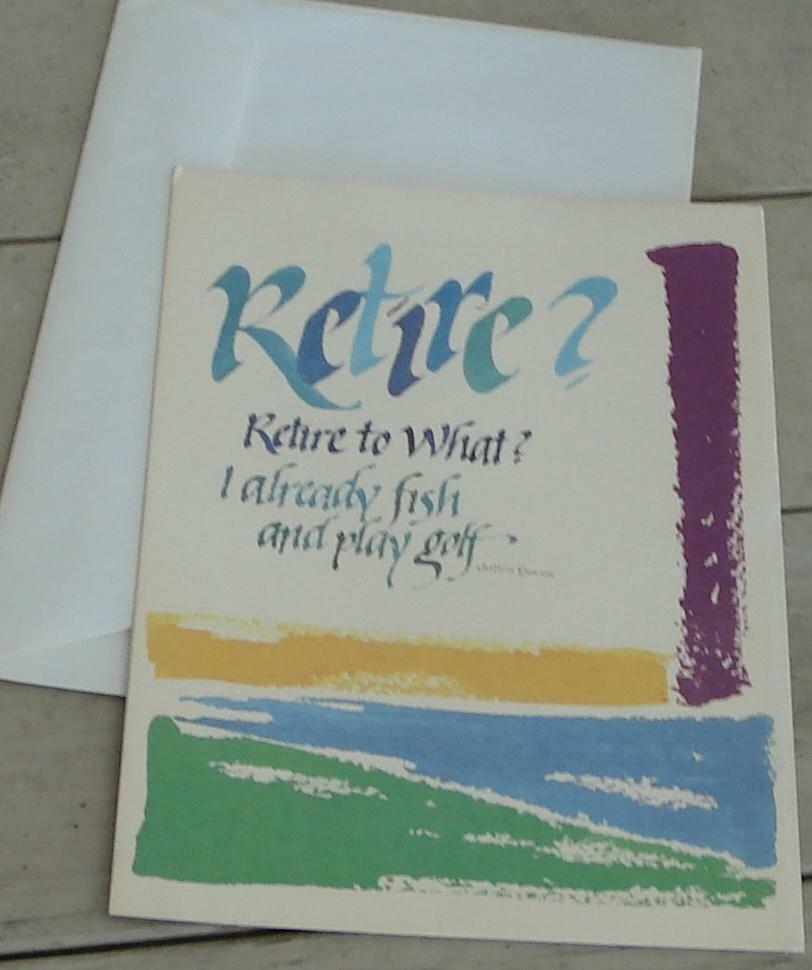 Retire?
Retire to What?
I already fish
and play golf